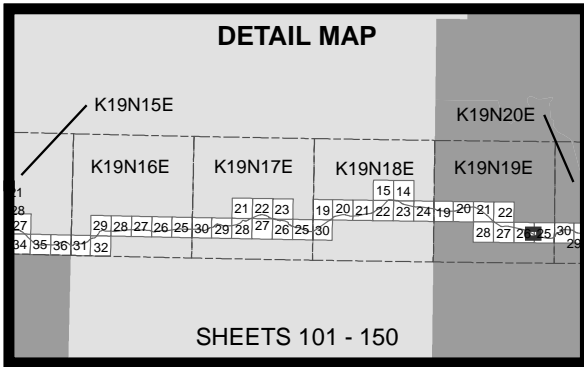 DETAIL MAP
K19N15E
K19N20E
K19N16E K19N17E K19N18E K19N19E
15 14
21 21 22 23 19 20 21 22 23 24 19 20 21 22
28
27 29 28 27 26 25 30 29 28 27 26 25 30 28 27 26 25 30
34 35 36 31 32 29
SHEETS 101 - 150